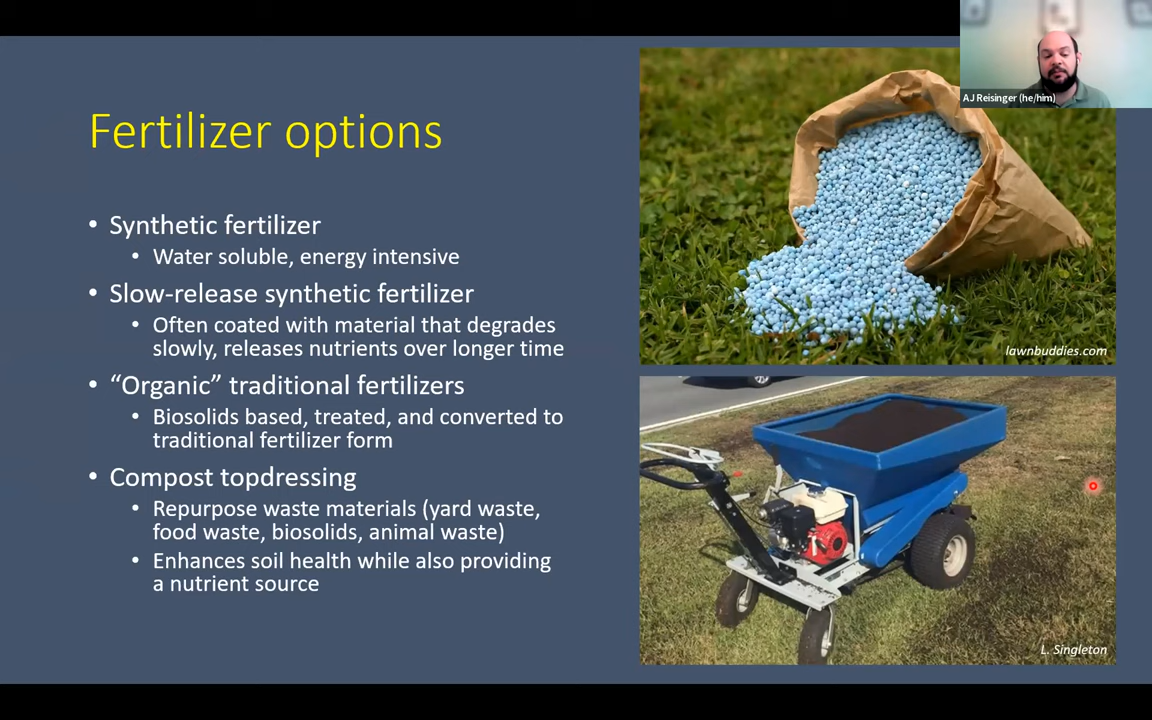 AJ Reisinger (he/him)
Fertilizer options
• Synthetic fertilizer
• Water soluble, energy intensive
• Slow-release synthetic fertilizer
• Often coated with material that degrades
slowly, releases nutrients over longer time
• “Organic” traditional fertilizers
• Biosolids based, treated, and converted to
traditional fertilizer form
• Compost topdressing
• Repurpose waste materials (yard waste,
food waste, biosolids, animal waste)
• Enhances soil health while also providing
a nutrient source
lawnbuddies.com
L. Singleton